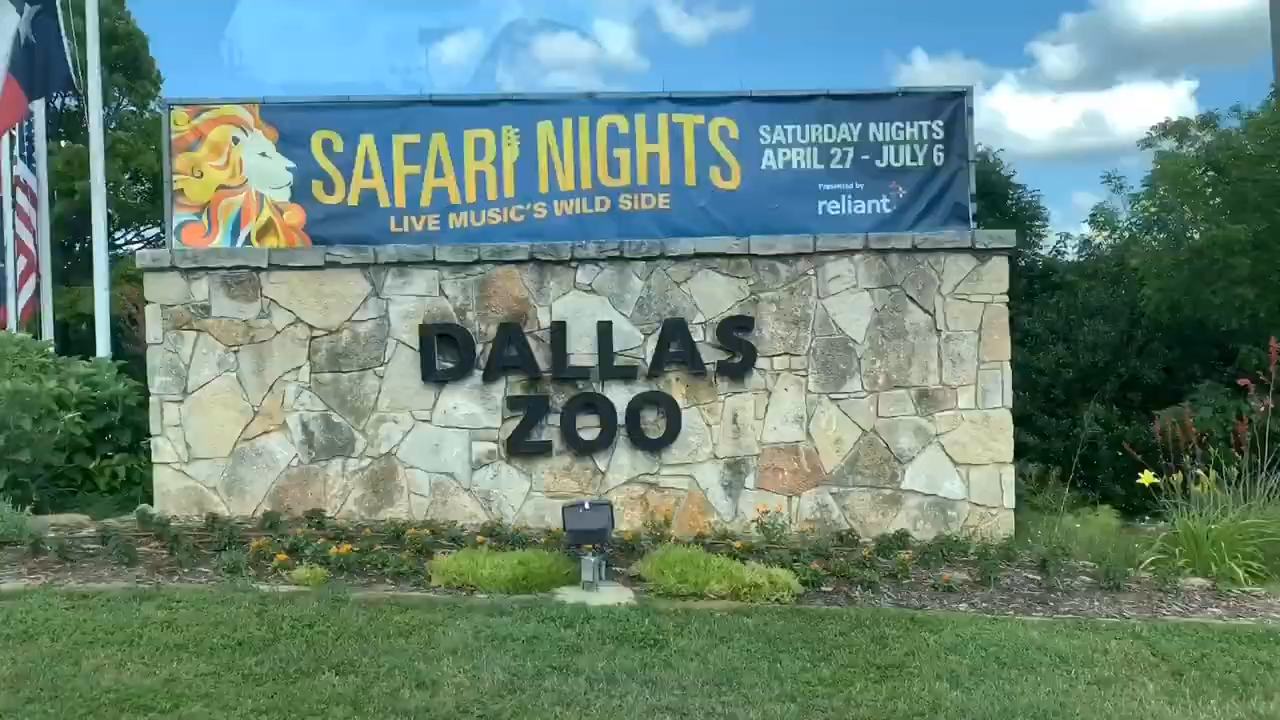 SAFARI NIGHTS
LIVE MUSIC'S WILD SIDE
SATURDAY NIGHTS
APRIL 27 - JULY 6
Presented by
reliant
DALLAS
ZOO